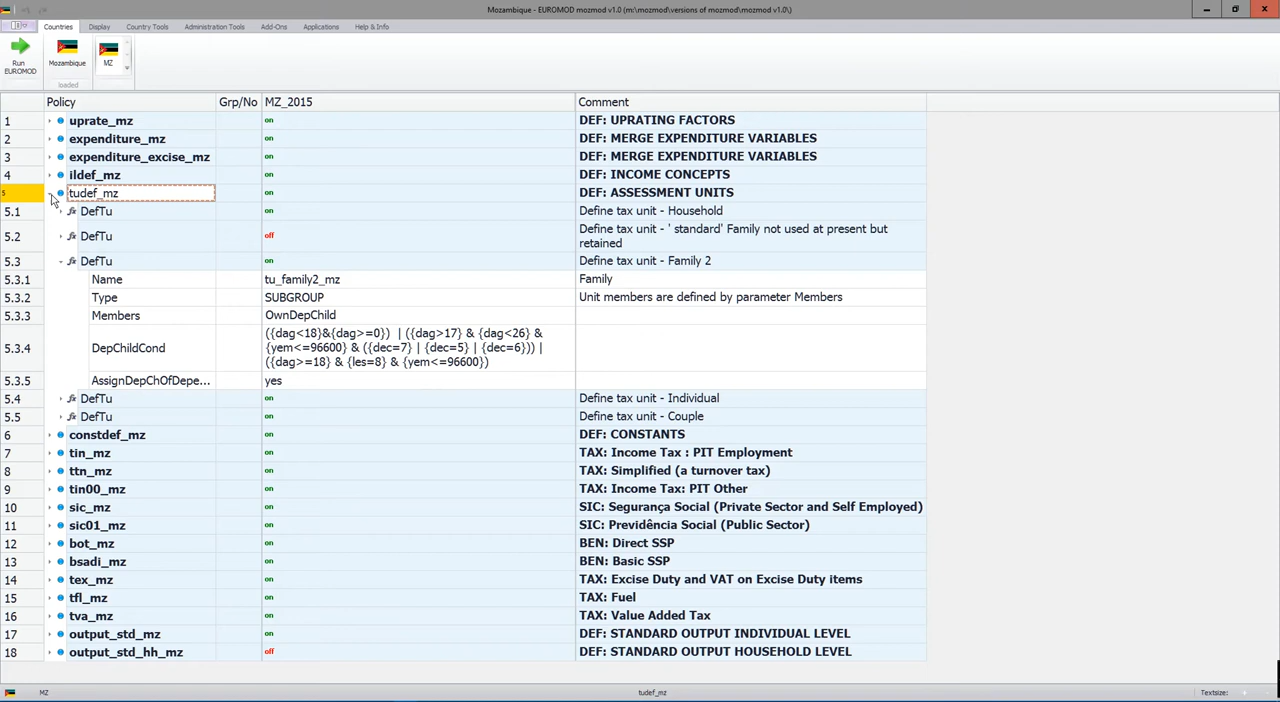 Mozambique - EUROMOD mozmod v1.0 (m:\mozmod\versions of mozmod\mozmod v1.0\)
Countries Display Country Tools Administration Tools Add-Ons Applications Help & Info
Run EUROMOD
Mozambique
MZ
loaded
Policy Grp/No MZ_2015 Comment
1 uprate_mz on DEF: UPRATING FACTORS
2 expenditure_mz on DEF: MERGE EXPENDITURE VARIABLES
3 expenditure_excise_mz on DEF: MERGE EXPENDITURE VARIABLES
4 ildef_mz on DEF: INCOME CONCEPTS
5 tudef_mz on DEF: ASSESSMENT UNITS
5.1 fx DefTu on Define tax unit - Household
5.2 fx DefTu off Define tax unit - ' standard' Family not used at present but
retained
5.3 fx DefTu on Define tax unit - Family 2
5.3.1 Name tu_family2_mz Family
5.3.2 Type SUBGROUP Unit members are defined by parameter Members
5.3.3 Members OwnDepChild
5.3.4 DepChildCond ({dag<18}&{dag>=0}) | ({dag>17} & {dag<26} &
{yem<=96600} & ({dec=7} | {dec=5} | {dec=6})) |
({dag>=18} & {les=8} & {yem<=96600})
5.3.5 AssignDepChOfDepe... yes
5.4 fx DefTu on Define tax unit - Individual
5.5 fx DefTu on Define tax unit - Couple
6 constdef_mz on DEF: CONSTANTS
7 tin_mz on TAX: Income Tax : PIT Employment
8 ttn_mz on TAX: Simplified (a turnover tax)
9 tin00_mz on TAX: Income Tax: PIT Other
10 sic_mz on SIC: Segurança Social (Private Sector and Self Employed)
11 sic01_mz on SIC: Previdência Social (Public Sector)
12 bot_mz on BEN: Direct SSP
13 bsadi_mz on BEN: Basic SSP
14 tex_mz on TAX: Excise Duty and VAT on Excise Duty items
15 tfl_mz on TAX: Fuel
16 tva_mz on TAX: Value Added Tax
17 output_std_mz on DEF: STANDARD OUTPUT INDIVIDUAL LEVEL
18 output_std_hh_mz off DEF: STANDARD OUTPUT HOUSEHOLD LEVEL
MZ tudef_mz Textsize: + -